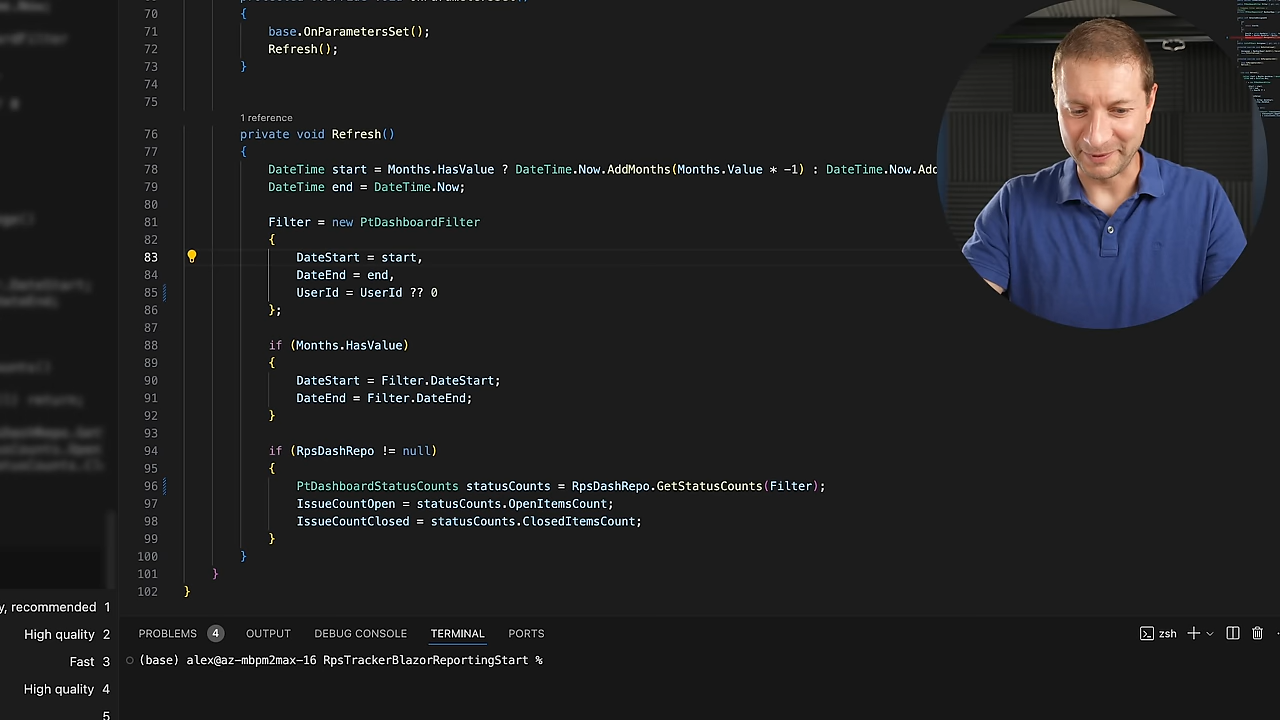 70
{
71
base.OnParametersSet();
72
Refresh();
73
}
74
75
1 reference
76
private void Refresh()
77
{
78
DateTime start = Months.HasValue ? DateTime.Now.AddMonths(Months.Value * -1) : DateTime.Now.Add
79
DateTime end = DateTime.Now;
80
81
Filter = new PtDashboardFilter
82
{
83
DateStart = start,
84
DateEnd = end,
85
UserId = UserId ?? 0
86
};
87
88
if (Months.HasValue)
89
{
90
DateStart = Filter.DateStart;
91
DateEnd = Filter.DateEnd;
92
}
93
94
if (RpsDashRepo != null)
95
{
96
PtDashboardStatusCounts statusCounts = RpsDashRepo.GetStatusCounts(Filter);
97
IssueCountOpen = statusCounts.OpenItemsCount;
98
IssueCountClosed = statusCounts.ClosedItemsCount;
99
}
100
}
101
}
102
}
y, recommended 1
High quality 2
Fast 3
High quality 4
5
PROBLEMS 4 OUTPUT DEBUG CONSOLE TERMINAL PORTS
zsh
(base) alex@az-mbpm2max-16 RpsTrackerBlazorReportingStart %